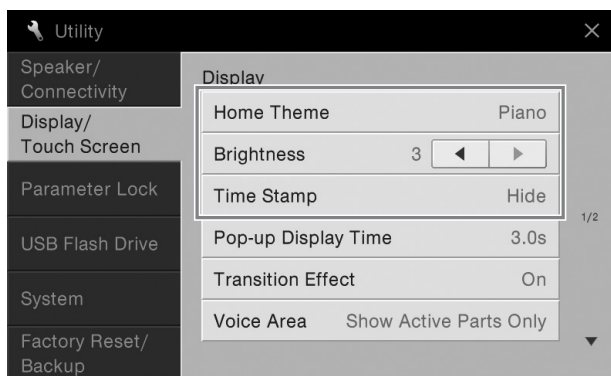 Utility
Speaker/
Connectivity
Display/
Touch Screen
Parameter Lock
USB Flash Drive
System
Factory Reset/
Backup
Display
Home Theme Piano
Brightness 3
Time Stamp Hide
Pop-up Display Time 3.0s
Transition Effect On
Voice Area Show Active Parts Only
1/2